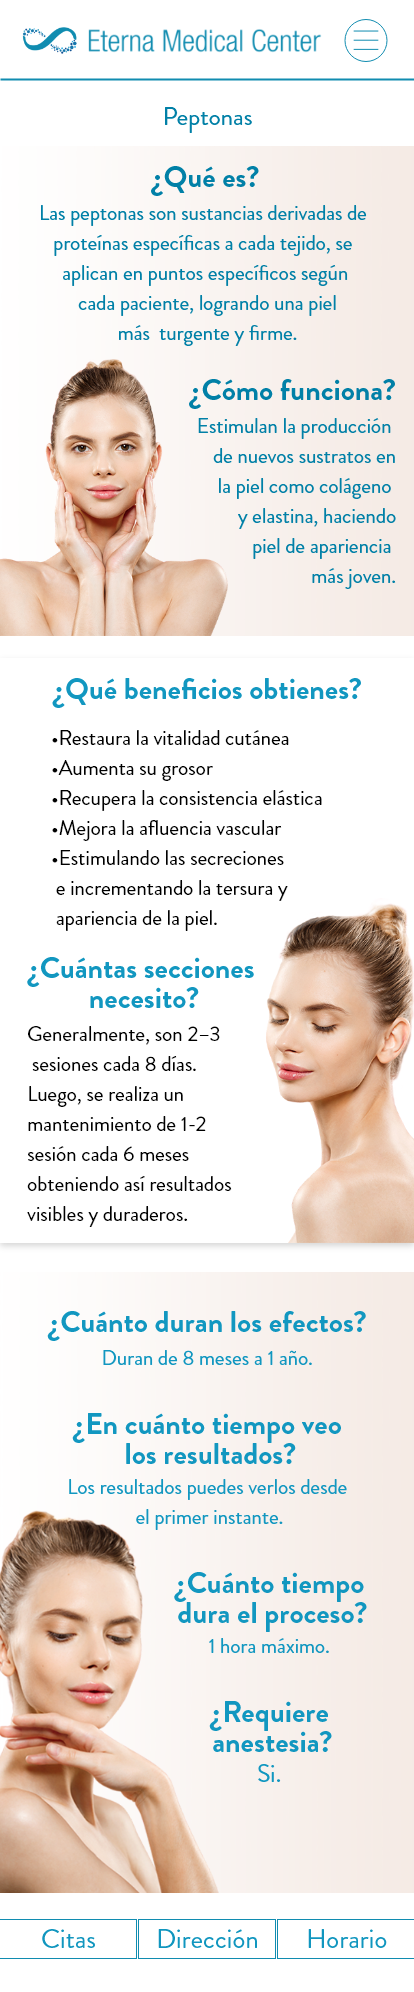 Eterna Medical Center
Peptonas
¿Qué es?
Las peptonas son sustancias derivadas de
proteínas específicas a cada tejido, se
aplican en puntos específicos según
cada paciente, logrando una piel
más turgente y firme.
¿Cómo funciona?
Estimulan la producción
de nuevos sustratos en
la piel como colágeno
y elastina, haciendo
piel de apariencia
más joven.
¿Qué beneficios obtienes?
•Restaura la vitalidad cutánea
•Aumenta su grosor
•Recupera la consistencia elástica
•Mejora la afluencia vascular
•Estimulando las secreciones
e incrementando la tersura y
apariencia de la piel.
¿Cuántas secciones
necesito?
Generalmente, son 2–3
sesiones cada 8 días.
Luego, se realiza un
mantenimiento de 1-2
sesión cada 6 meses
obteniendo así resultados
visibles y duraderos.
¿Cuánto duran los efectos?
Duran de 8 meses a 1 año.
¿En cuánto tiempo veo
los resultados?
Los resultados puedes verlos desde
el primer instante.
¿Cuánto tiempo
dura el proceso?
1 hora máximo.
¿Requiere
anestesia?
Si.
Citas
Dirección
Horario